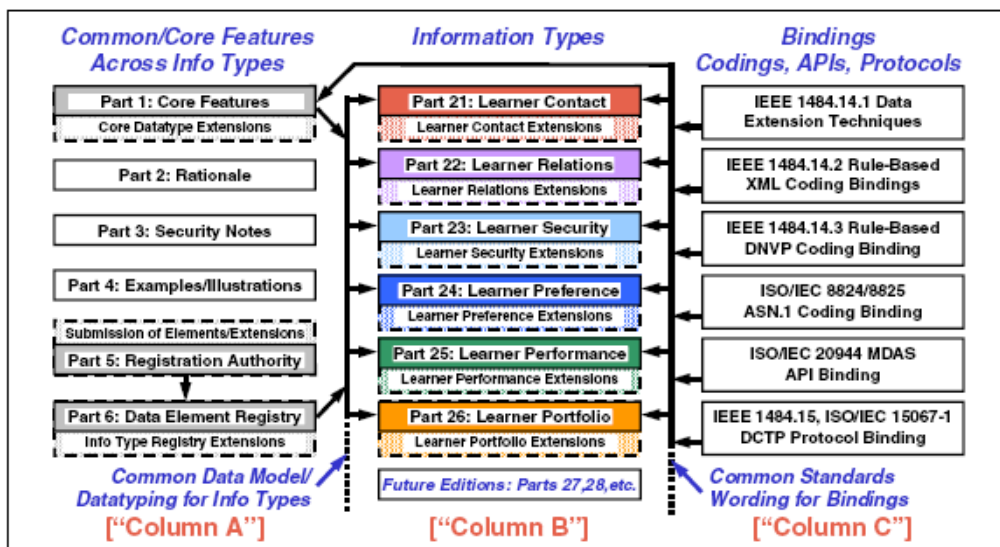 Common/Core Features
Across Info Types
Part 1: Core Features
Core Datatype Extensions
Part 2: Rationale
Part 3: Security Notes
Part 4: Examples/Illustrations
Submission of Elements/Extensions
Part 5: Registration Authority
Part 6: Data Element Registry
Info Type Registry Extensions
Common Data Model/
Datatyping for Info Types
["Column A"]
Information Types
Part 21: Learner Contact
Learner Contact Extensions
Part 22: Learner Relations
Learner Relations Extensions
Part 23: Learner Security
Learner Security Extensions
Part 24: Learner Preference
Learner Preference Extensions
Part 25: Learner Performance
Learner Performance Extensions
Part 26: Learner Portfolio
Learner Portfolio Extensions
Future Editions: Parts 27,28,etc.
["Column B"]
Bindings
Codings, APIs, Protocols
IEEE 1484.14.1 Data
Extension Techniques
IEEE 1484.14.2 Rule-Based
XML Coding Bindings
IEEE 1484.14.3 Rule-Based
DNVP Coding Binding
ISO/IEC 8824/8825
ASN.1 Coding Binding
ISO/IEC 20944 MDAS
API Binding
IEEE 1484.15, ISO/IEC 15067-1
DCTP Protocol Binding
Common Standards
Wording for Bindings
["Column C"]